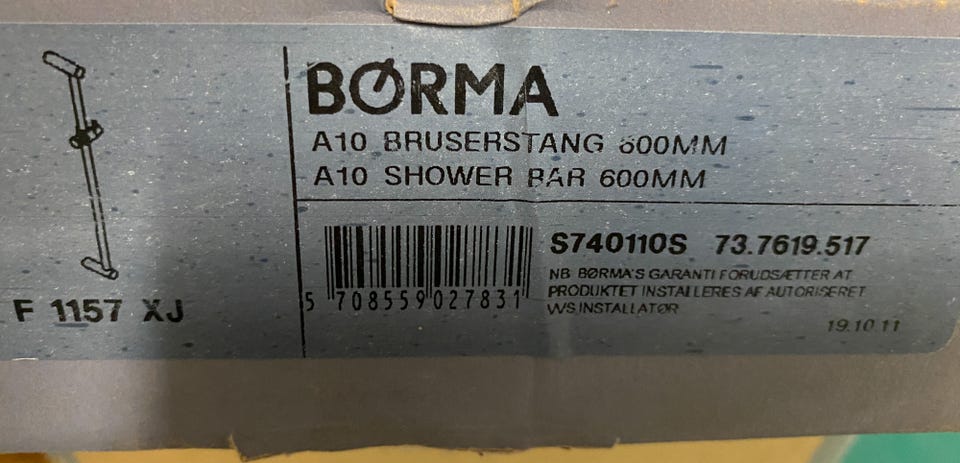 BØRMA
A10 BRUSERSTANG 600MM
A10 SHOWER BAR 600MM
S740110S 73.7619.517
NB BØRMA'S GARANTI FORUDSÆTTER AT
PRODUKTET INSTALLERES AF AUTORISERET
VVS INSTALLATØR
19.10.11
5 708559 027831
F 1157 XJ